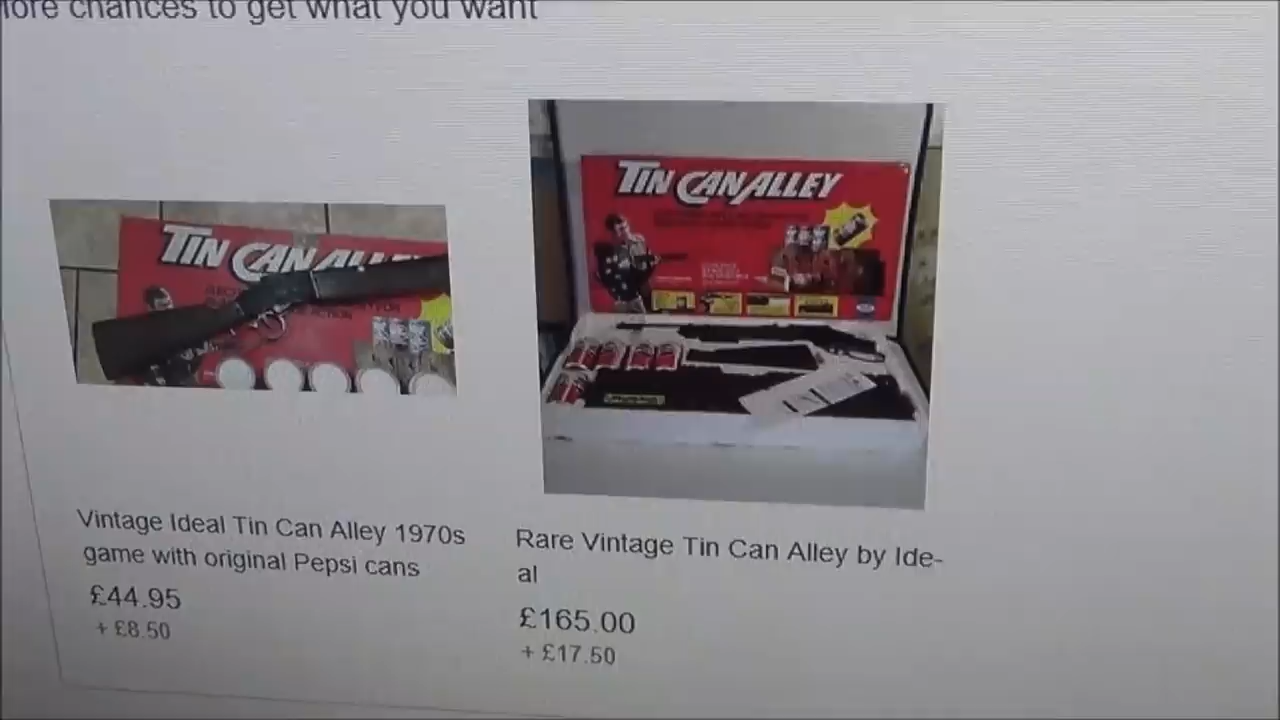 more chances to get what you want
TIN CAN ALLEY
TIN CAN ALLEY
Vintage Ideal Tin Can Alley 1970s
game with original Pepsi cans
£44.95
+ £8.50
Rare Vintage Tin Can Alley by Ide-
al
£165.00
+ £17.50